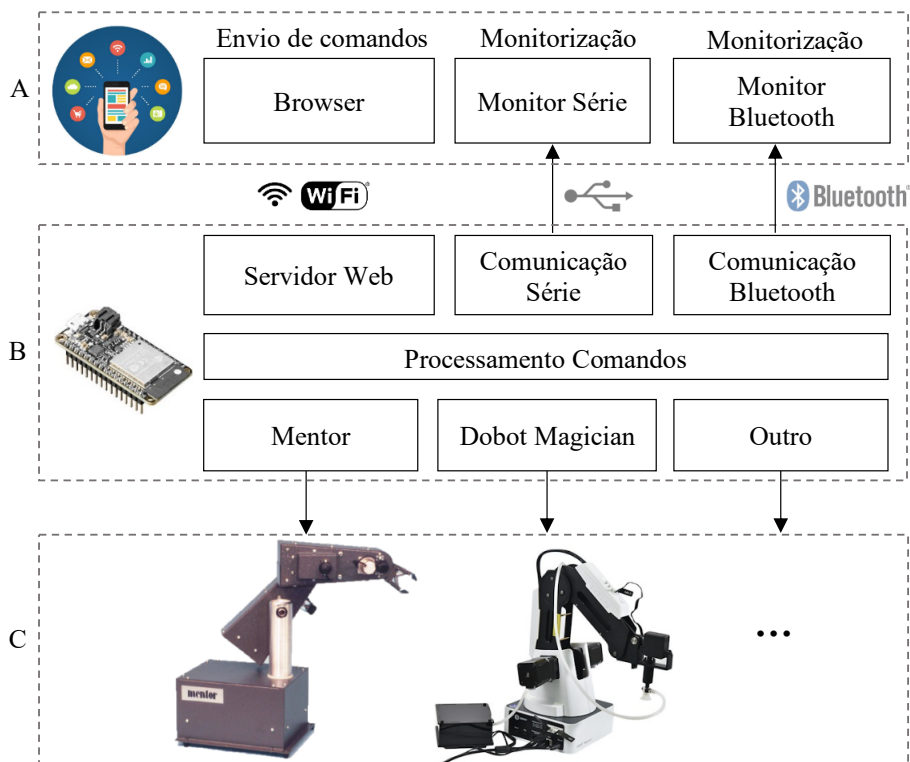 A
Envio de comandos
Monitorização
Monitorização
Browser
Monitor Série
Monitor
Bluetooth
WiFi
Bluetooth®
B
Servidor Web
Comunicação
Série
Comunicação
Bluetooth
Processamento Comandos
Mentor
Dobot Magician
Outro
C
mentor
...